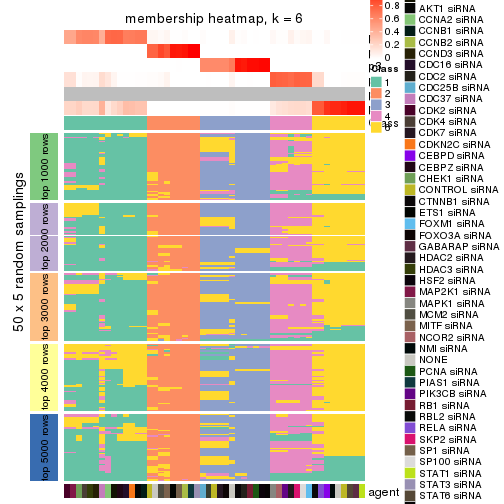 membership heatmap, k = 6
50 x 5 random samplings
top 1000 rows
top 2000 rows
top 3000 rows
top 4000 rows
top 5000 rows
0.8
0.6
0.4
0.2
0
Class
1
2
3
4
agent
AKT1 siRNA
CCNA2 siRNA
CCNB1 siRNA
CCNB2 siRNA
CCND3 siRNA
CDC16 siRNA
CDC2 siRNA
CDC25B siRNA
CDC37 siRNA
CDK2 siRNA
CDK4 siRNA
CDK7 siRNA
CDKN2C siRNA
CEBPD siRNA
CEBPZ siRNA
CHEK1 siRNA
CONTROL siRNA
CTNNB1 siRNA
ETS1 siRNA
FOXM1 siRNA
FOXO3A siRNA
GABARAP siRNA
HDAC2 siRNA
HDAC3 siRNA
HSF2 siRNA
MAP2K1 siRNA
MAPK1 siRNA
MCM2 siRNA
MITF siRNA
NCOR2 siRNA
NMI siRNA
NONE
PCNA siRNA
PIAS1 siRNA
PIK3CB siRNA
RB1 siRNA
RBL2 siRNA
RELA siRNA
SKP2 siRNA
SP1 siRNA
SP100 siRNA
STAT1 siRNA
STAT3 siRNA
STAT6 siRNA